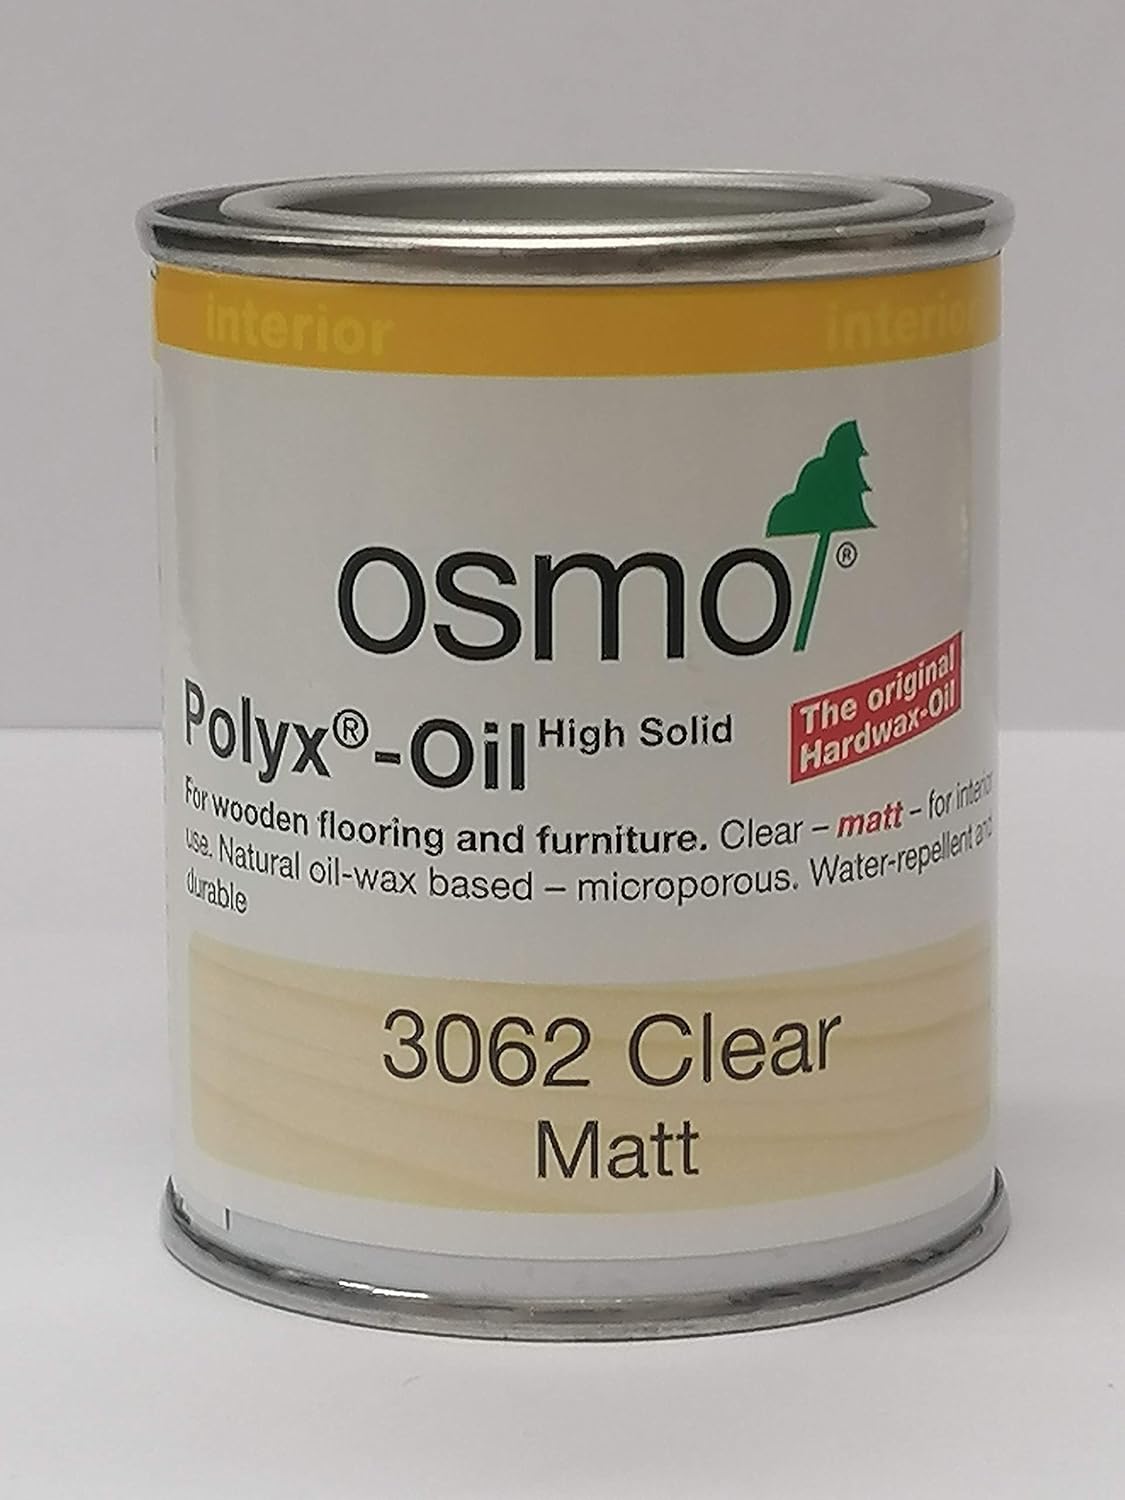 interior interior
osmo®
Polyx®-Oil High Solid
The original
Hardwax-Oil
For wooden flooring and furniture. Clear – matt – for interior
use. Natural oil-wax based – microporous. Water-repellent and
durable
3062 Clear
Matt